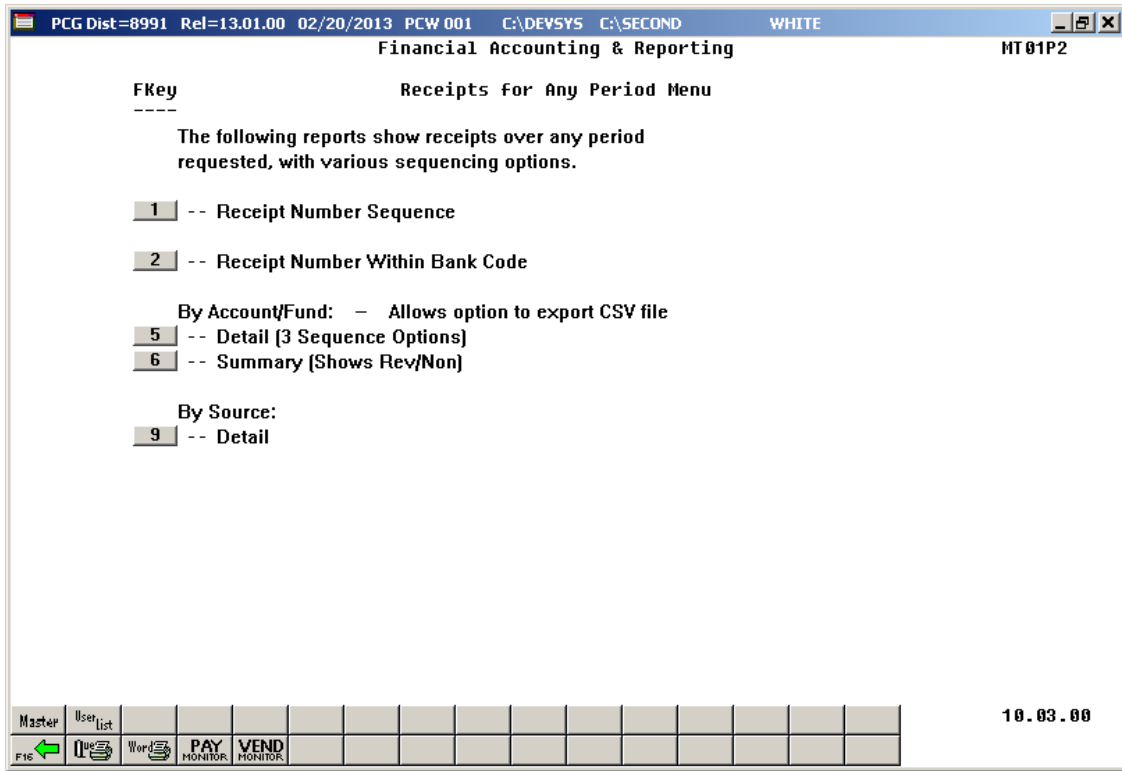 PCG Dist=8991 Rel=13.01.00 02/20/2013 PCW 001 C:\DEVSYS C:\SECOND WHITE
Financial Accounting & Reporting MT01P2
FKey Receipts for Any Period Menu
----
The following reports show receipts over any period
requested, with various sequencing options.
1 -- Receipt Number Sequence
2 -- Receipt Number Within Bank Code
By Account/Fund: – Allows option to export CSV file
5 -- Detail (3 Sequence Options)
6 -- Summary (Shows Rev/Non)
By Source:
9 -- Detail
Master User List 10.03.00
F16 Que Word PAY MONITOR VEND MONITOR